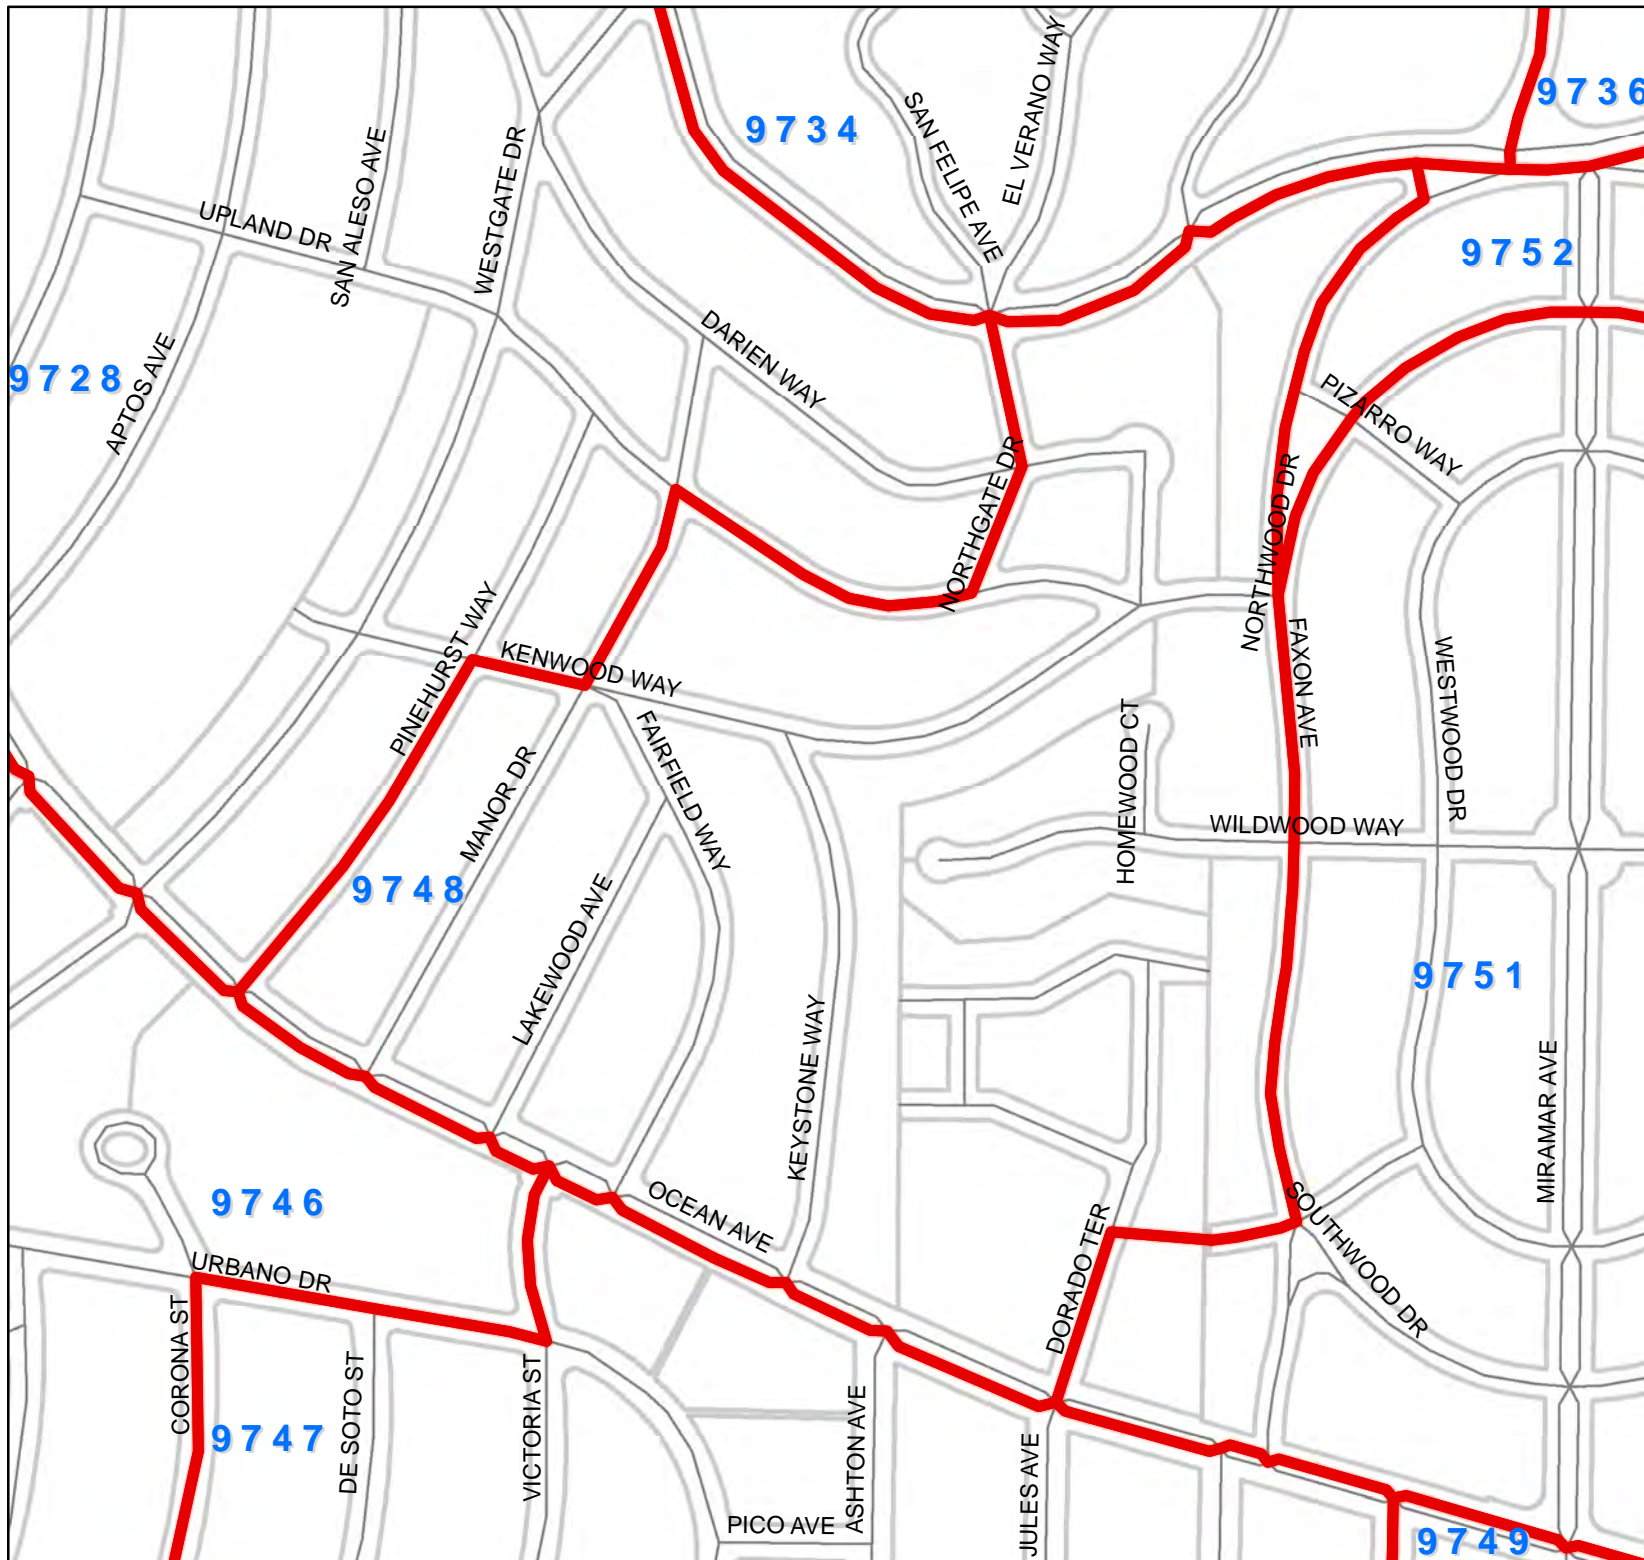 9736
9734
EL VERANO WAY
SAN FELIPE AVE
SAN ALESO AVE
WESTGATE DR
UPLAND DR
9752
DARIEN WAY
9728
APTOS AVE
PIZARRO WAY
NORTHGATE DR
NORTHWOOD DR
PINEHURST WAY
KENWOOD WAY
FAXON AVE
WESTWOOD DR
FAIRFIELD WAY
MANOR DR
HOMEWOOD CT
WILDWOOD WAY
9748
LAKEWOOD AVE
9751
KEYSTONE WAY
MIRAMAR AVE
9746
OCEAN AVE
SOUTHWOOD DR
DORADO TER
URBANO DR
CORONA ST
DE SOTO ST
VICTORIA ST
9747
ASHTON AVE
JULES AVE
PICO AVE
9749